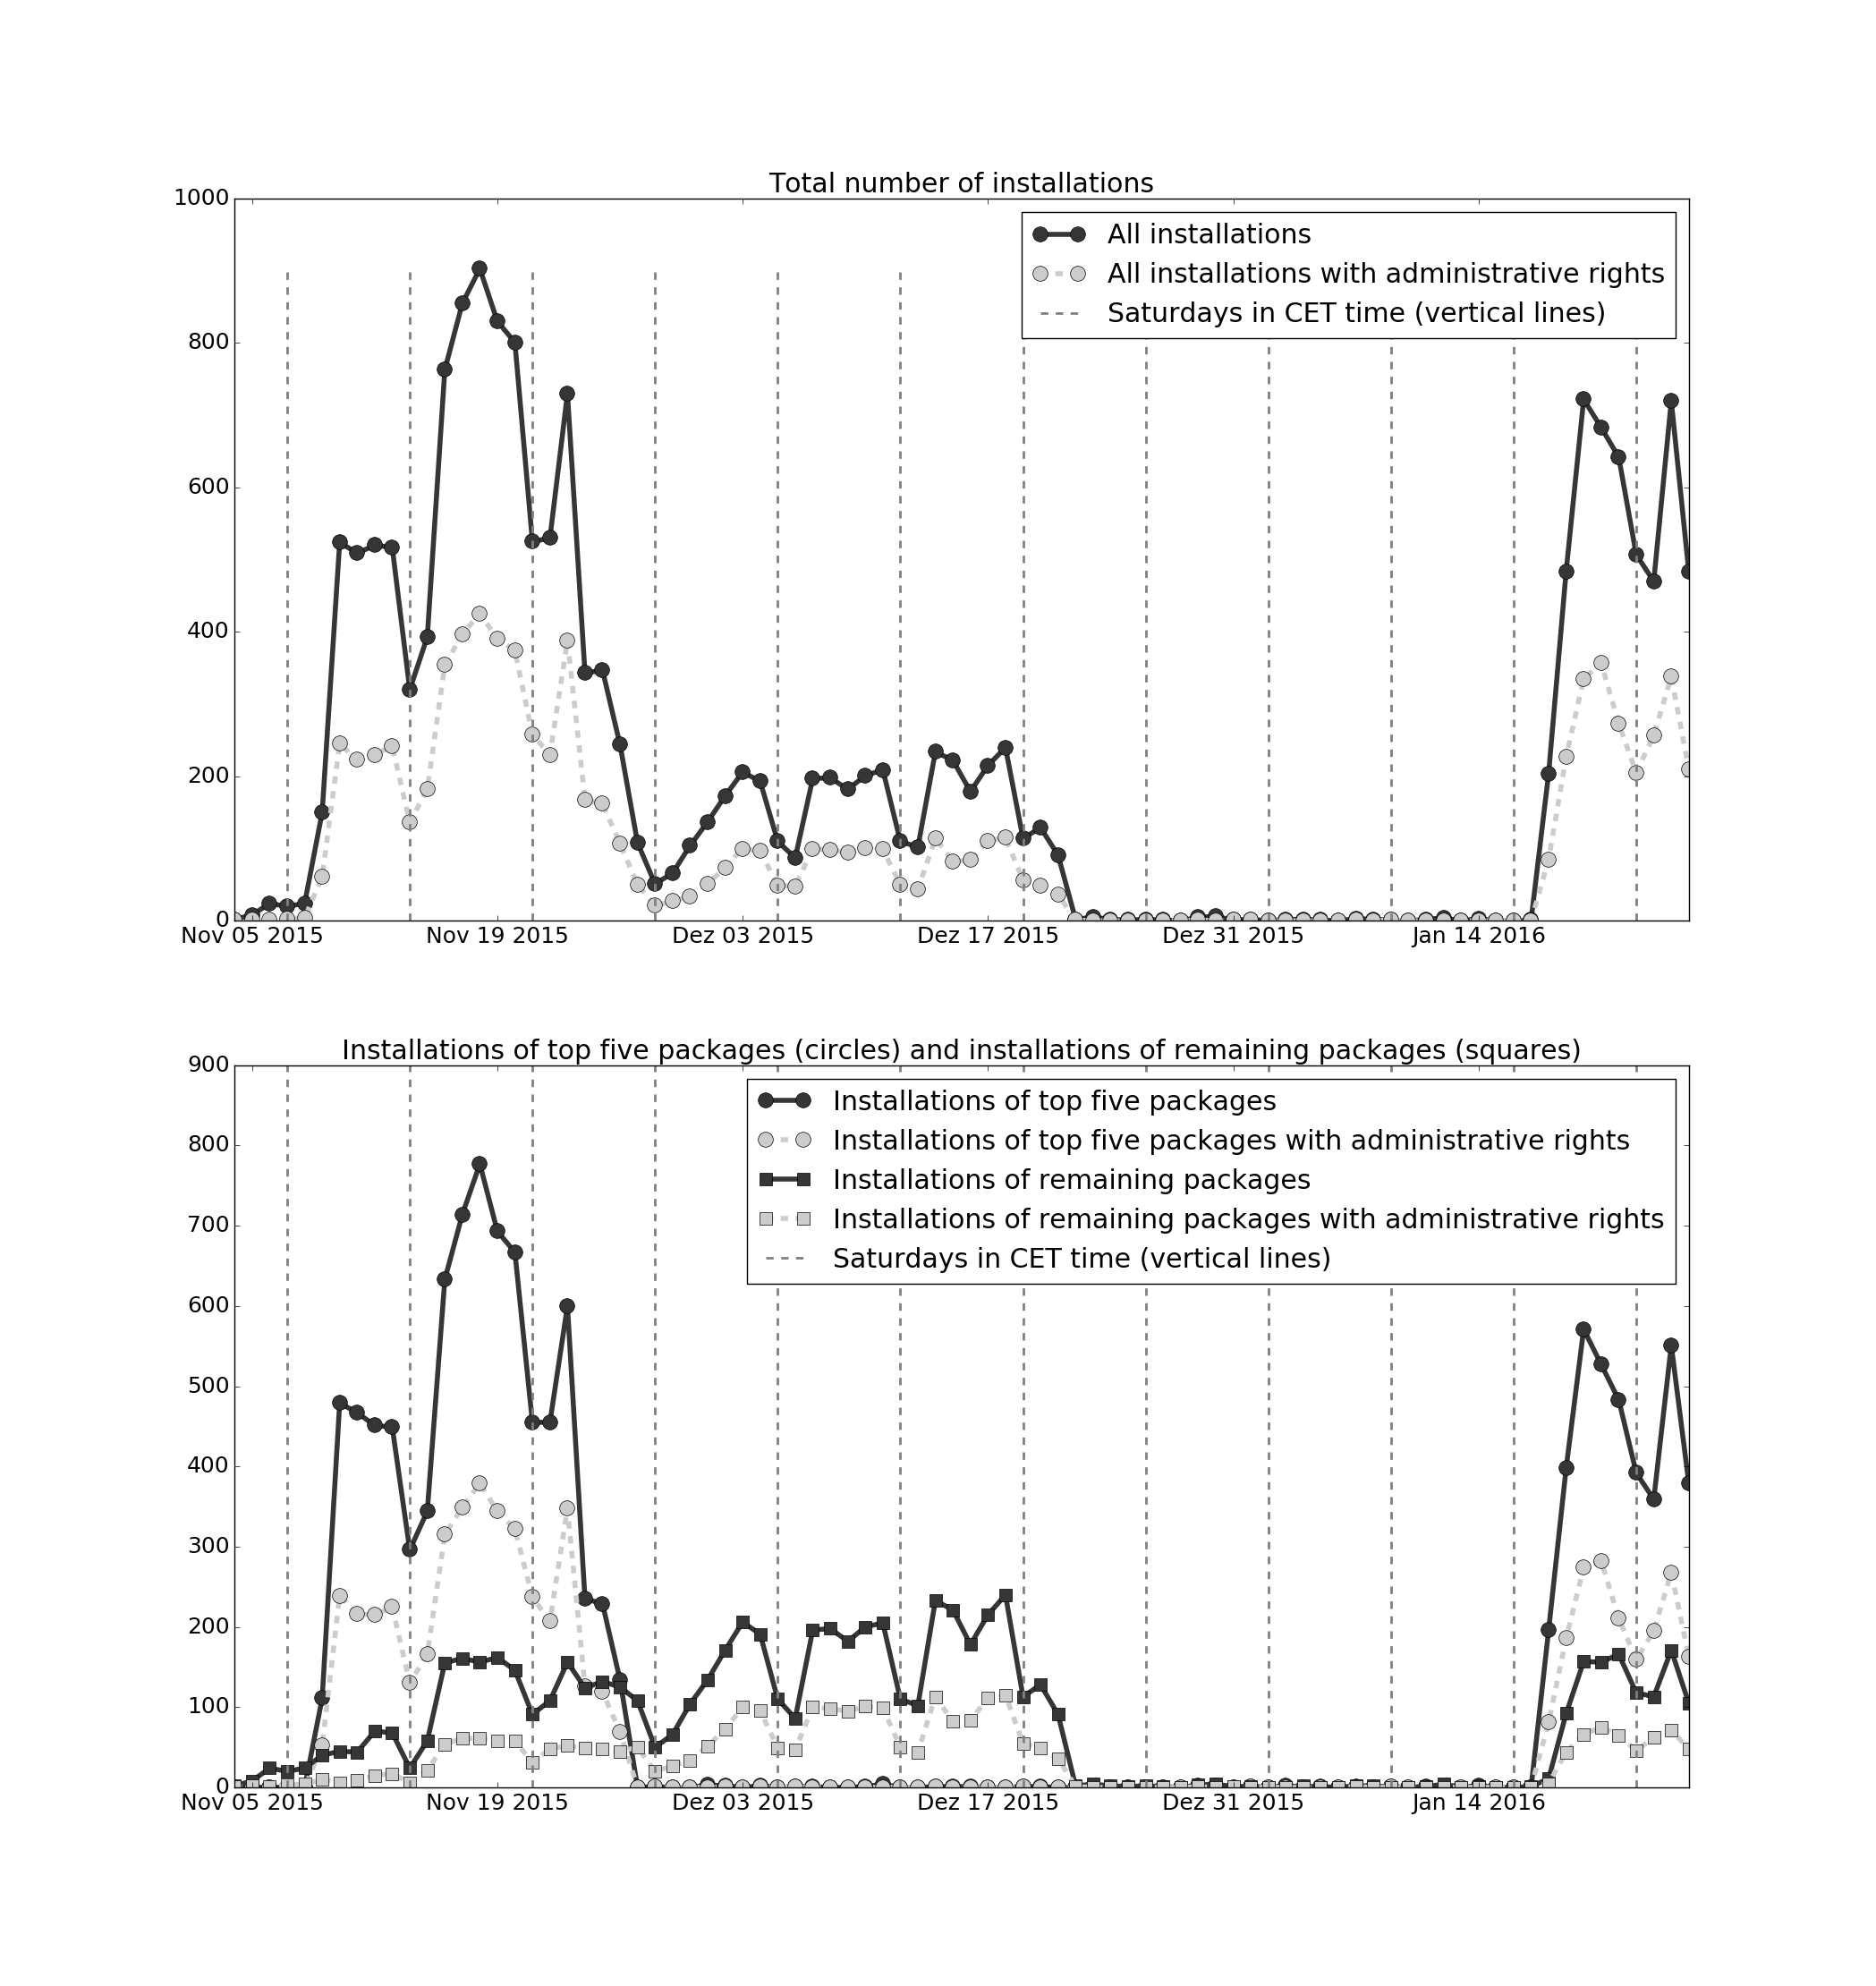 Total number of installations
1000
800
600
400
200
0
All installations
All installations with administrative rights
Saturdays in CET time (vertical lines)
Nov 05 2015 Nov 19 2015 Dez 03 2015 Dez 17 2015 Dez 31 2015 Jan 14 2016
Installations of top five packages (circles) and installations of remaining packages (squares)
900
800
700
600
500
400
300
200
100
0
Installations of top five packages
Installations of top five packages with administrative rights
Installations of remaining packages
Installations of remaining packages with administrative rights
Saturdays in CET time (vertical lines)
Nov 05 2015 Nov 19 2015 Dez 03 2015 Dez 17 2015 Dez 31 2015 Jan 14 2016